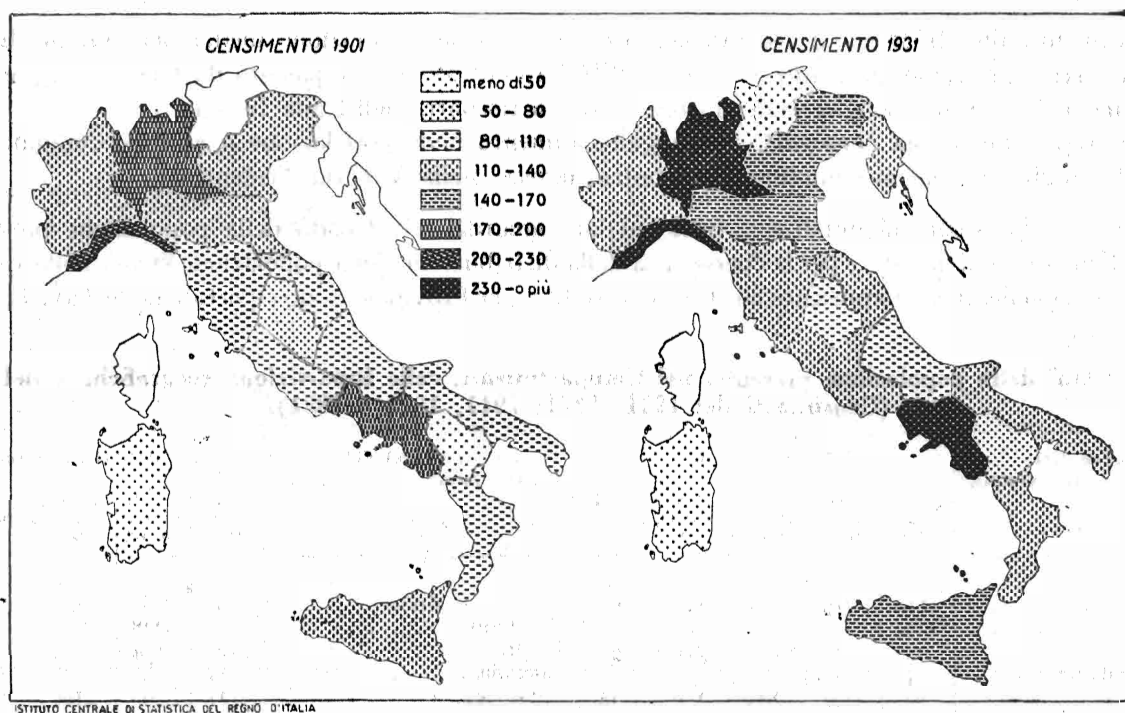 CENSIMENTO 1901
CENSIMENTO 1931
meno di 50
50 - 80
80 - 110
110 - 140
140 - 170
170 - 200
200 - 230
230 - o più
ISTITUTO CENTRALE DI STATISTICA DEL REGNO D'ITALIA